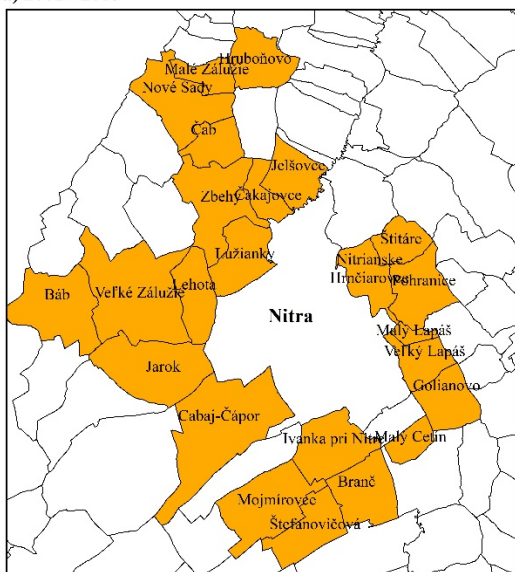 Hruboňovo
Malé Zálužie
Nové Sady
Čab
Jelšovce
Zbehy
Čakajovce
Štitáre
Lužianky
Nitrianske
Hrnčiarovce
Pohranice
Báb
Veľké Zálužie
Lehota
Nitra
Malý Lapáš
Veľký Lapáš
Jarok
Golianovo
Cabaj-Čápor
Ivanka pri Nitre
Malý Cetín
Branč
Mojmírovce
Štefanovičová